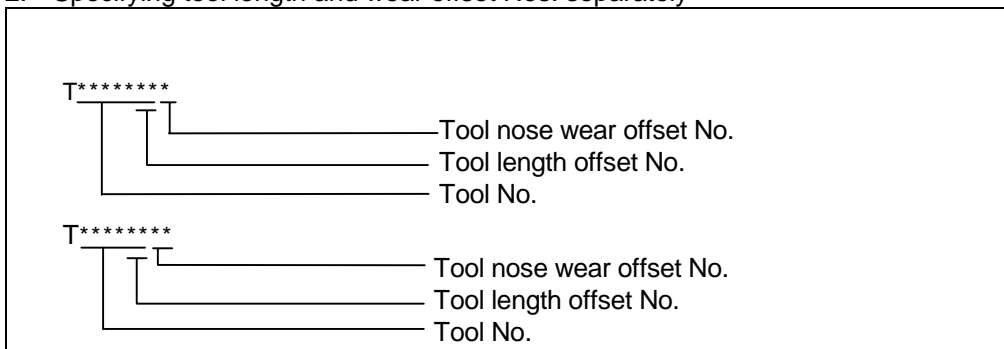 2. Specifying tool length and wear offset Nos. separately
T********
Tool nose wear offset No.
Tool length offset No.
Tool No.
T********
Tool nose wear offset No.
Tool length offset No.
Tool No.